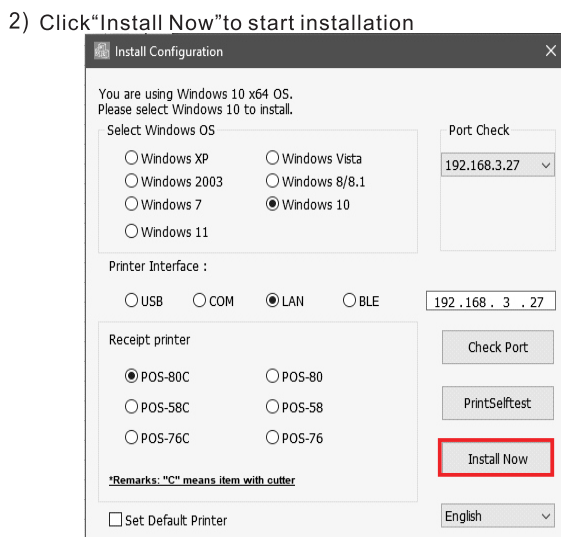 2) Click“Install Now”to start installation
Install Configuration
You are using Windows 10 x64 OS.
Please select Windows 10 to install.
Select Windows OS
Windows XP
Windows Vista
Windows 2003
Windows 8/8.1
Windows 7
Windows 10
Windows 11
Port Check
192.168.3.27
Printer Interface :
USB COM LAN BLE
192 .168 . 3 . 27
Receipt printer
POS-80C
POS-80
POS-58C
POS-58
POS-76C
POS-76
*Remarks: "C" means item with cutter
Check Port
PrintSelftest
Install Now
Set Default Printer
English